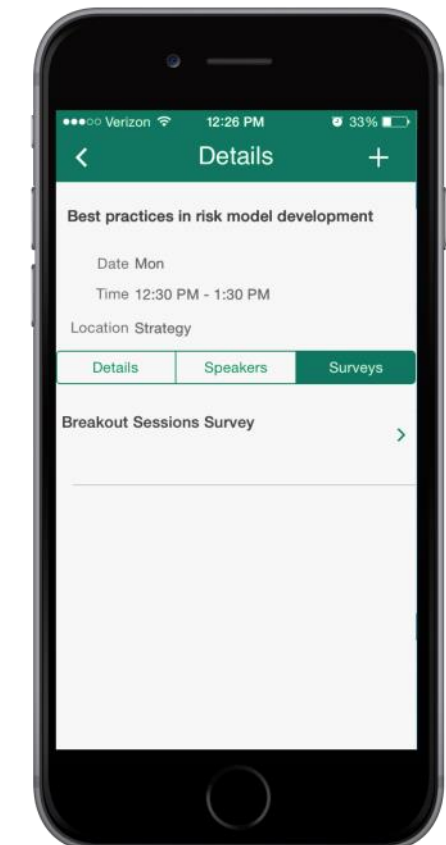 Verizon 12:26 PM 33%
Details
Best practices in risk model development
Date Mon
Time 12:30 PM - 1:30 PM
Location Strategy
Details Speakers Surveys
Breakout Sessions Survey